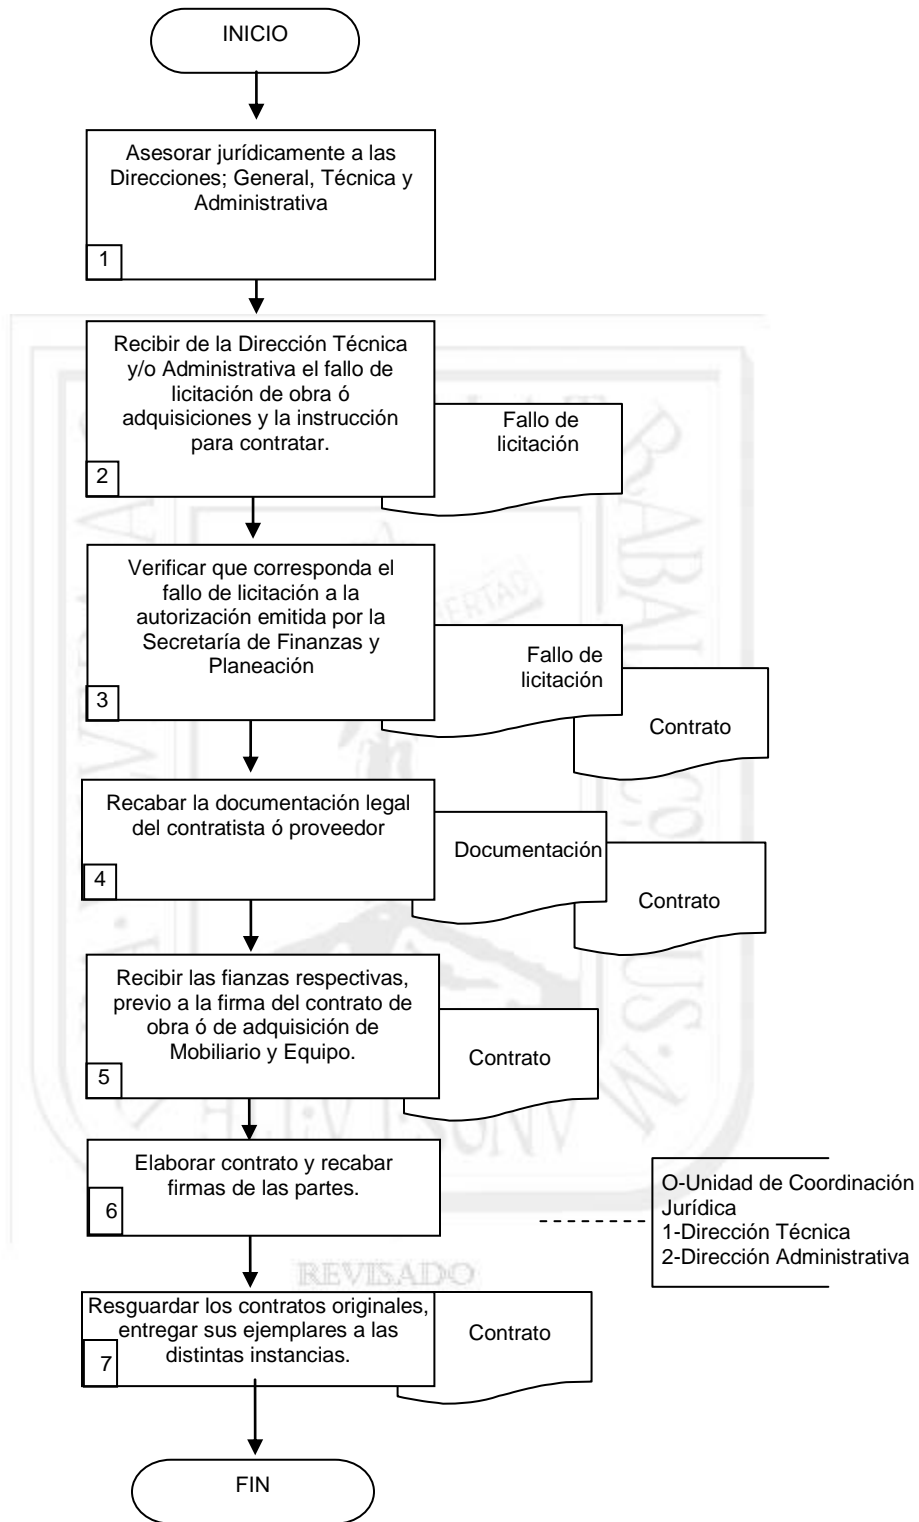 INICIO
Asesorar jurídicamente a las
Direcciones; General, Técnica y
Administrativa
1
Recibir de la Dirección Técnica
y/o Administrativa el fallo de
licitación de obra ó
adquisiciones y la instrucción
para contratar.
2
Fallo de
licitación
Verificar que corresponda el
fallo de licitación a la
autorización emitida por la
Secretaría de Finanzas y
Planeación
3
Fallo de
licitación
Contrato
Recabar la documentación legal
del contratista ó proveedor
4
Documentación
Contrato
Recibir las fianzas respectivas,
previo a la firma del contrato de
obra ó de adquisición de
Mobiliario y Equipo.
5
Contrato
Elaborar contrato y recabar
firmas de las partes.
6
O-Unidad de Coordinación
Jurídica
1-Dirección Técnica
2-Dirección Administrativa
REVISADO
Resguardar los contratos originales,
entregar sus ejemplares a las
distintas instancias.
7
Contrato
FIN